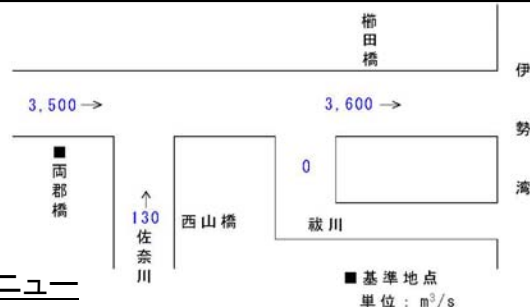 櫛田橋
伊勢湾
3,500→
3,600→
■両郡橋
0
↑
130
佐奈川
西山橋
祓川
ニュー
■基準地点
単位:m³/s